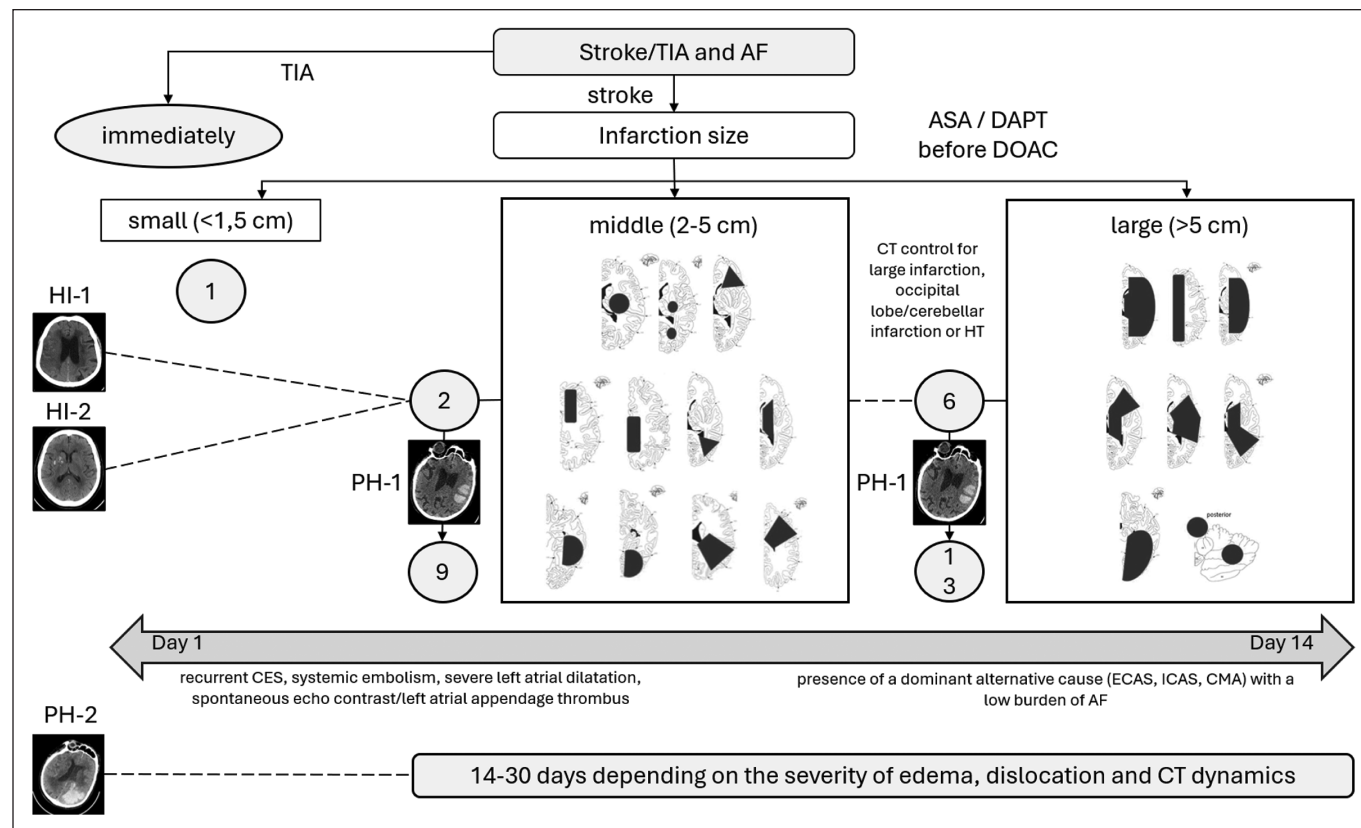 Stroke/TIA and AF
TIA
stroke
immediately
Infarction size
ASA / DAPT
before DOAC
small (<1,5 cm)
middle (2-5 cm)
large (>5 cm)
CT control for
large infarction,
occipital
lobe/cerebellar
infarction or HT
1
HI-1
HI-2
2
6
PH-1
PH-1
9
1
3
posterior
Day 1
Day 14
recurrent CES, systemic embolism, severe left atrial dilatation,
spontaneous echo contrast/left atrial appendage thrombus
presence of a dominant alternative cause (ECAS, ICAS, CMA) with a
low burden of AF
PH-2
14-30 days depending on the severity of edema, dislocation and CT dynamics